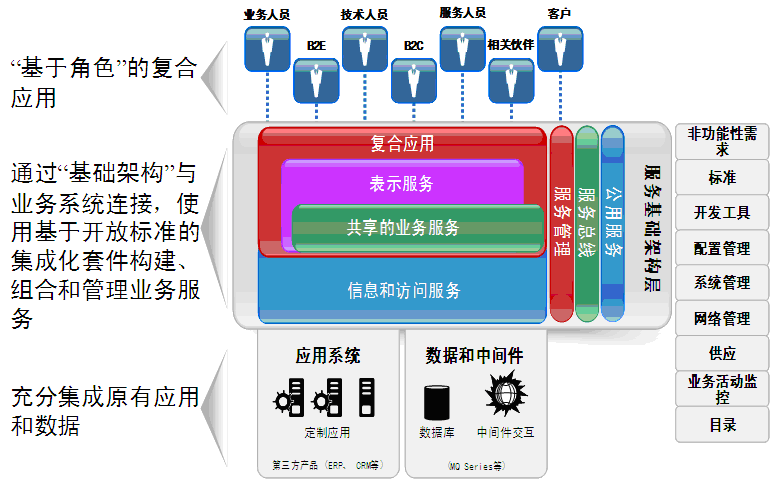 业务人员
B2E
技术人员
B2C
服务人员
相关伙伴
客户
“基于角色”的复合
应用
通过“基础架构”与
业务系统连接，使
用基于开放标准的
集成化套件构建、
组合和管理业务服
务
充分集成原有应用
和数据
复合应用
表示服务
共享的业务服务
信息和访问服务
服务管理
服务总线
公用服务
服务基础架构层
应用系统
定制应用
第三方产品（ERP、 ORM等）
数据和中间件
数据库
中间件交互
（MQ Series等）
非功能性需
求
标准
开发工具
配置管理
系统管理
网络管理
供应
业务活动监
控
目录